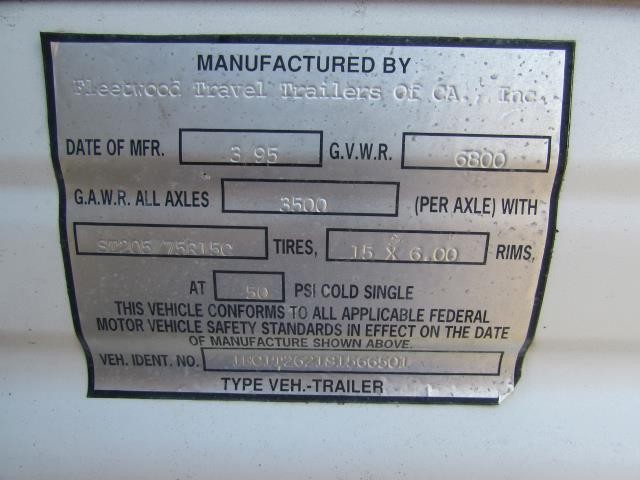 MANUFACTURED BY
Fleetwood Travel Trailers Of CA., Inc.
DATE OF MFR. 3 95 G.V.W.R. 6800
G.A.W.R. ALL AXLES 3500 (PER AXLE) WITH
ST205/75R15C TIRES, 15 X 6.00 RIMS,
AT 50 PSI COLD SINGLE
THIS VEHICLE CONFORMS TO ALL APPLICABLE FEDERAL
MOTOR VEHICLE SAFETY STANDARDS IN EFFECT ON THE DATE
OF MANUFACTURE SHOWN ABOVE.
VEH. IDENT. NO.
TYPE VEH.-TRAILER